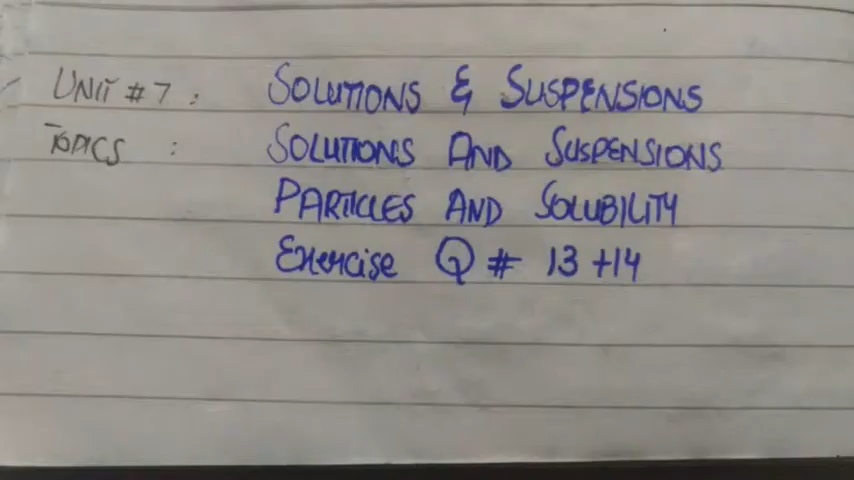 UNIT # 7 : SOLUTIONS & SUSPENSIONS
TOPICS : SOLUTIONS AND SUSPENSIONS
PARTICLES AND SOLUBILITY
Exercise Q # 13 +14